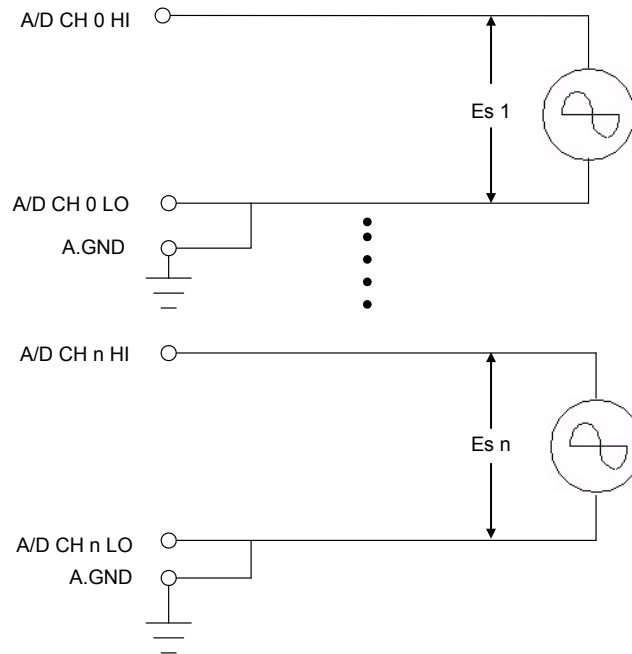 A/D CH 0 HI
Es 1
A/D CH 0 LO
A.GND
A/D CH n HI
Es n
A/D CH n LO
A.GND